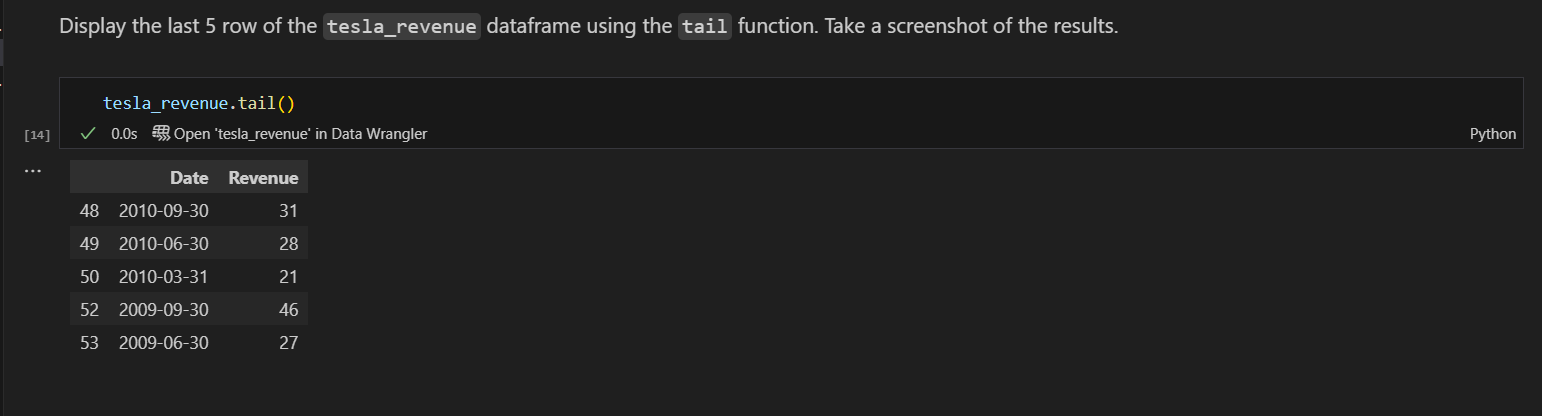 Display the last 5 row of the tesla_revenue dataframe using the tail function. Take a screenshot of the results.
tesla_revenue.tail()
[14] 0.0s Open 'tesla_revenue' in Data Wrangler Python
...
Date Revenue
48 2010-09-30 31
49 2010-06-30 28
50 2010-03-31 21
52 2009-09-30 46
53 2009-06-30 27